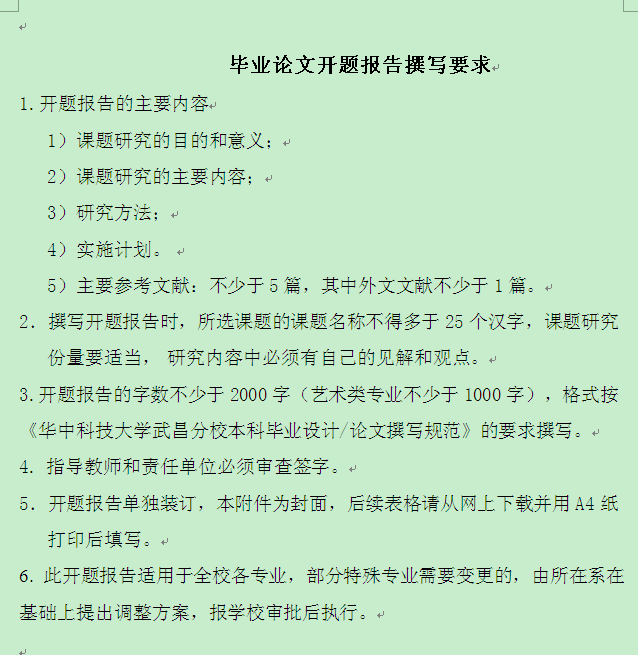 毕业论文开题报告撰写要求
1.开题报告的主要内容
1）课题研究的目的和意义；
2）课题研究的主要内容；
3）研究方法；
4）实施计划。
5）主要参考文献：不少于5篇，其中外文文献不少于1篇。
2．撰写开题报告时，所选课题的课题名称不得多于25个汉字，课题研究
份量要适当， 研究内容中必须有自己的见解和观点。
3.开题报告的字数不少于2000字（艺术类专业不少于1000字），格式按
《华中科技大学武昌分校本科毕业设计/论文撰写规范》的要求撰写。
4. 指导教师和责任单位必须审查签字。
5．开题报告单独装订，本附件为封面，后续表格请从网上下载并用A4纸
打印后填写。
6. 此开题报告适用于全校各专业，部分特殊专业需要变更的，由所在系在
基础上提出调整方案，报学校审批后执行。